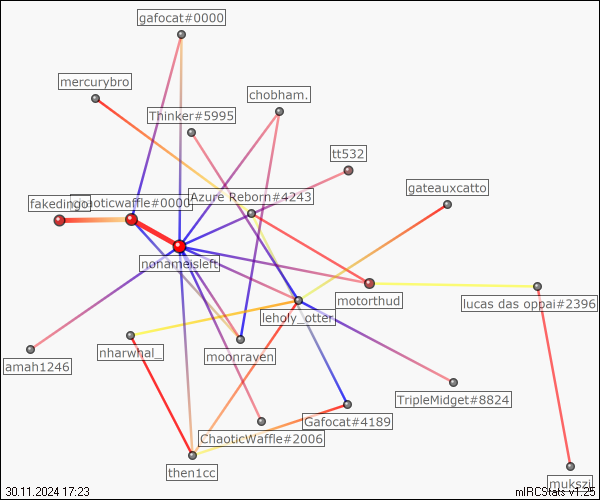 gafocat#0000
mercurybro
chobham.
Thinker#5995
tt532
gateauxcatto
Azure Reborn#4243
chaoticwaffle#0000
nonameisleft
motorthud
lucas das oppai#2396
leholy_otter
nharwhal_
moonraven
amah1246
TripleMidget#8824
Gafocat#4189
ChaoticWaffle#2006
then1cc
30.11.2024 17:23
mIRCStats v1.25